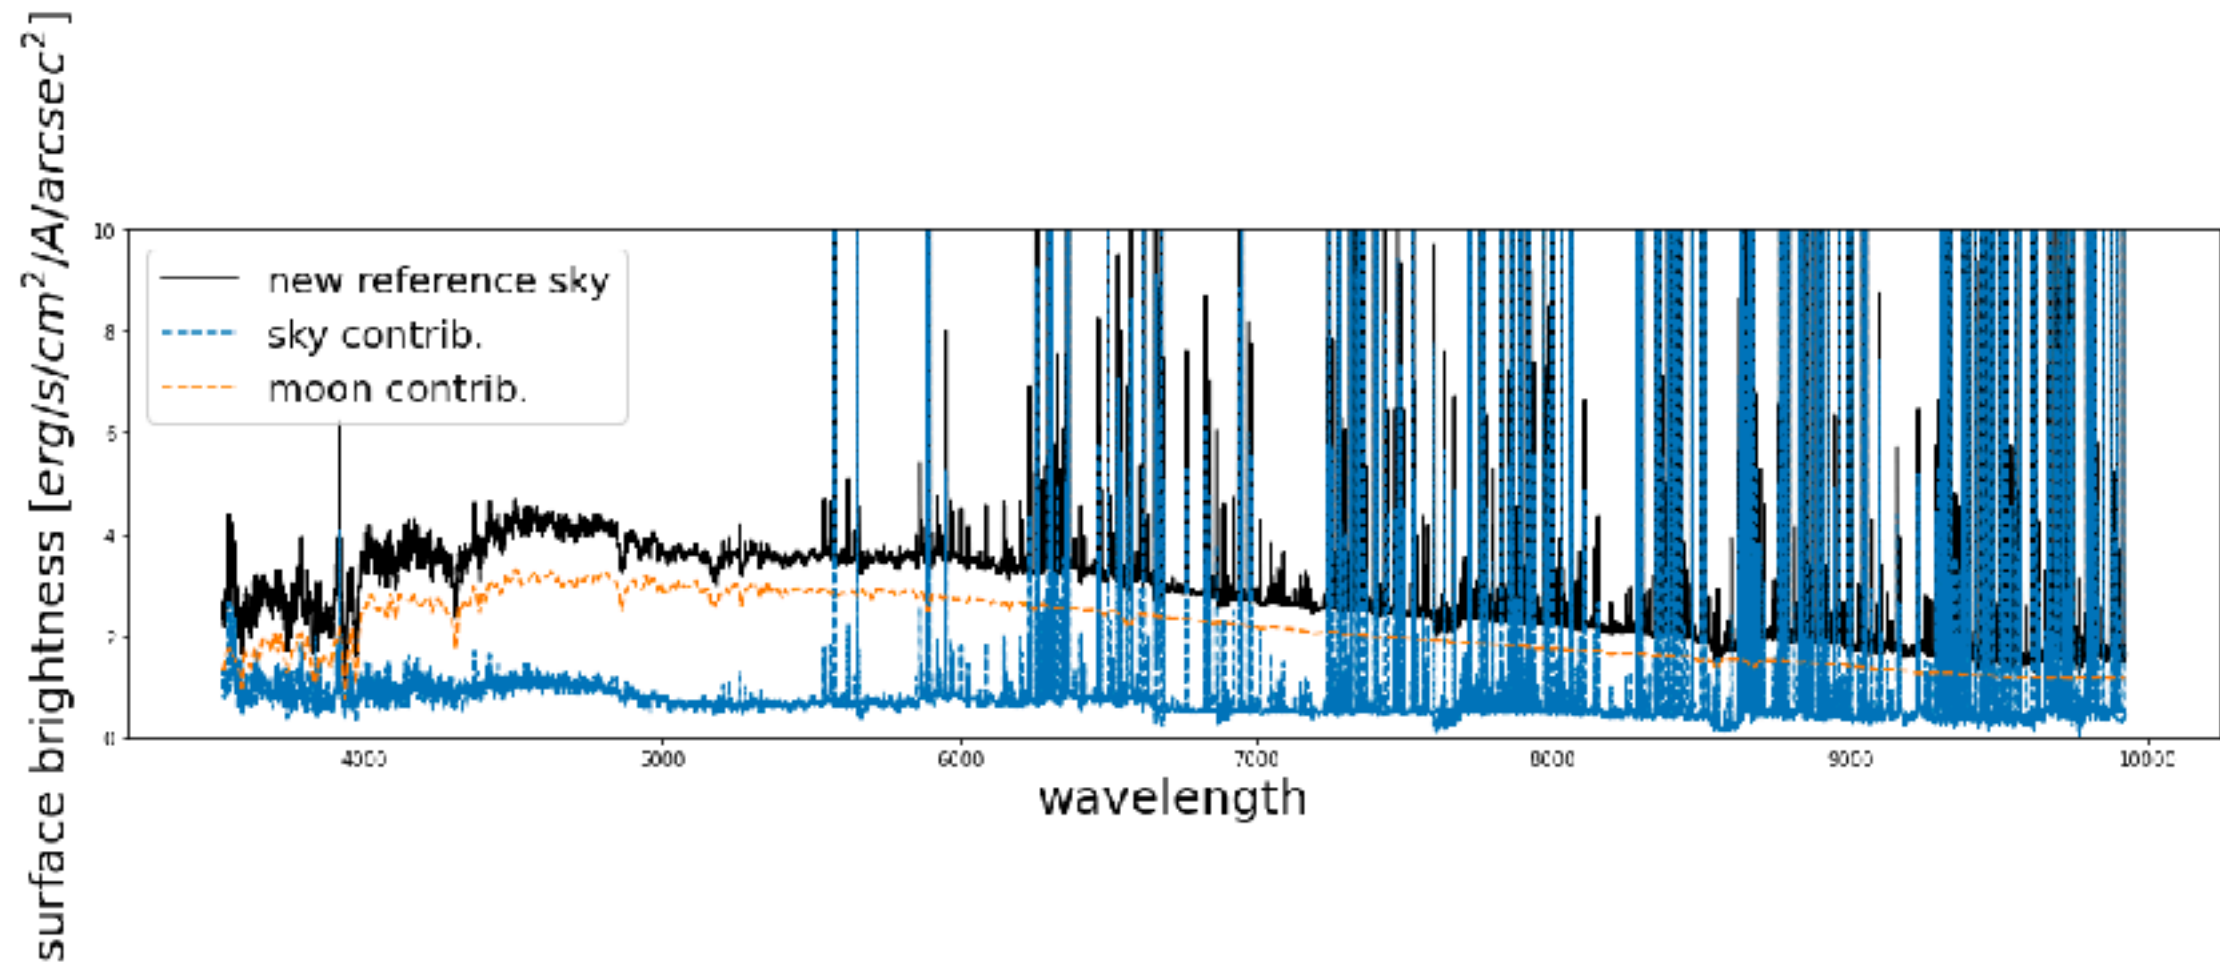 surface brightness [erg/s/cm²/A/arcsec²]
10
8
6
4
2
0
new reference sky
sky contrib.
moon contrib.
4000
5000
6000
7000
8000
9000
10000
wavelength